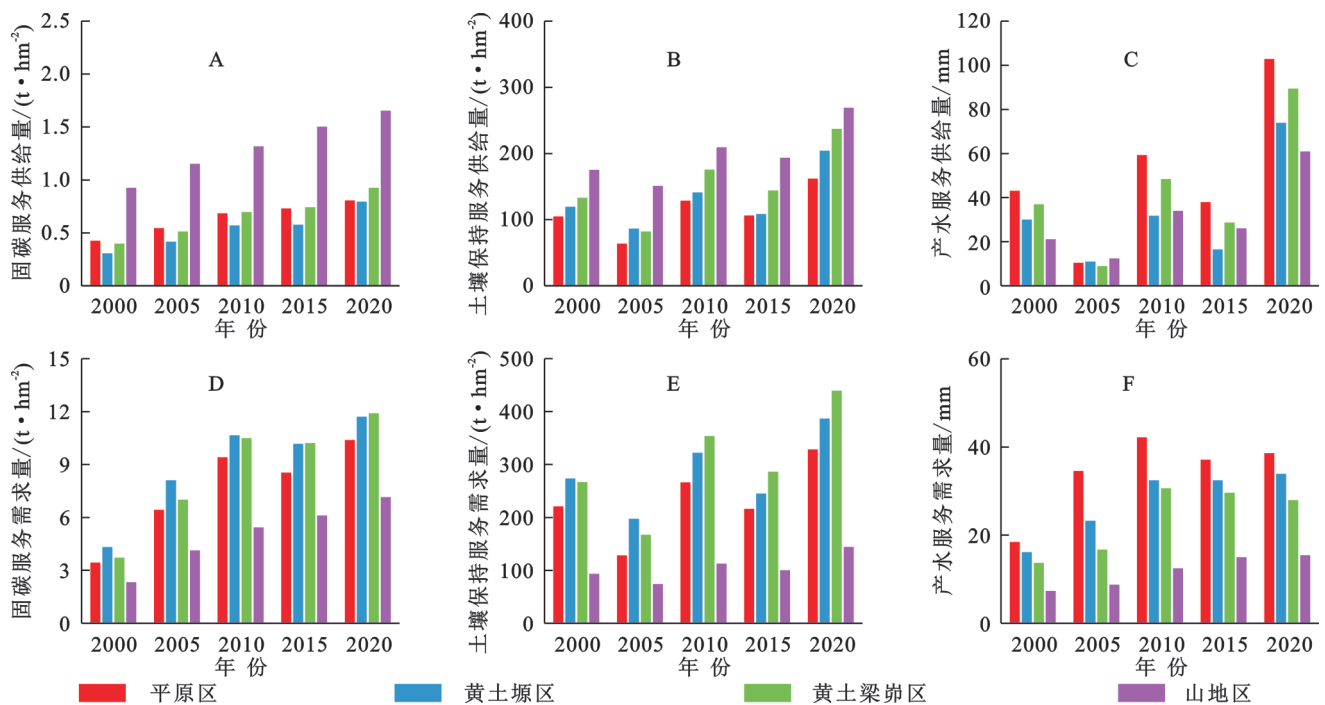 固碳服务供给量/(t·hm⁻²)
2.5
2.0
1.5
1.0
0.5
0
A
2000 2005 2010 2015 2020
年 份
土壤保持服务供给量/(t·hm⁻²)
400
300
200
100
0
B
2000 2005 2010 2015 2020
年 份
产水服务供给量/mm
120
100
80
60
40
20
0
C
2000 2005 2010 2015 2020
年 份
固碳服务需求量/(t·hm⁻²)
15
12
9
6
3
0
D
2000 2005 2010 2015 2020
年 份
土壤保持服务需求量/(t·hm⁻²)
500
400
300
200
100
0
E
2000 2005 2010 2015 2020
年 份
产水服务需求量/mm
60
40
20
0
F
2000 2005 2010 2015 2020
年 份
平原区 黄土塬区 黄土梁峁区 山地区